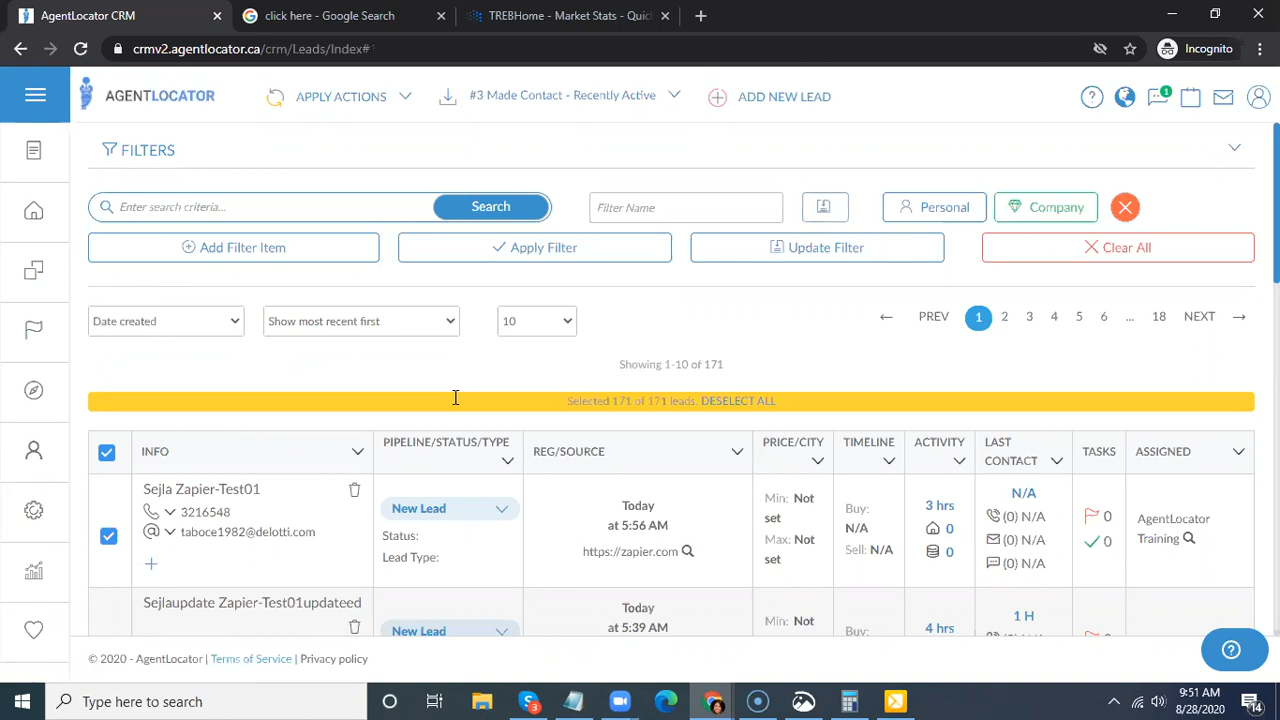 AgentLocator CRM
click here - Google Search
TREBHome - Market Stats - Quick
crmv2.agentlocator.ca/crm/Leads/Index#
Incognito
AGENTLOCATOR
APPLY ACTIONS
#3 Made Contact - Recently Active
ADD NEW LEAD
1
FILTERS
Enter search criteria...
Search
Filter Name
Personal
Company
Add Filter Item
Apply Filter
Update Filter
Clear All
Date created
Show most recent first
10
PREV 1 2 3 4 5 6 ... 18 NEXT
Showing 1-10 of 171
Selected 171 of 171 leads. DESELECT ALL
INFO
PIPELINE/STATUS/TYPE
REG/SOURCE
PRICE/CITY
TIMELINE
ACTIVITY
LAST
CONTACT
TASKS
ASSIGNED
Sejla Zapier-Test01
3216548
taboce1982@delotti.com
New Lead
Status:
Lead Type:
Today
at 5:56 AM
https://zapier.com
Min: Not
set
Max: Not
set
Buy:
N/A
Sell: N/A
3 hrs
0
0
N/A
(0) N/A
(0) N/A
(0) N/A
0
0
AgentLocator
Training
Sejlaupdate Zapier-Test01updateed
New Lead
Today
at 5:39 AM
Min: Not
Buy:
4 hrs
1 H
© 2020 - AgentLocator | Terms of Service | Privacy policy
Type here to search
3
9:51 AM
8/28/2020
14